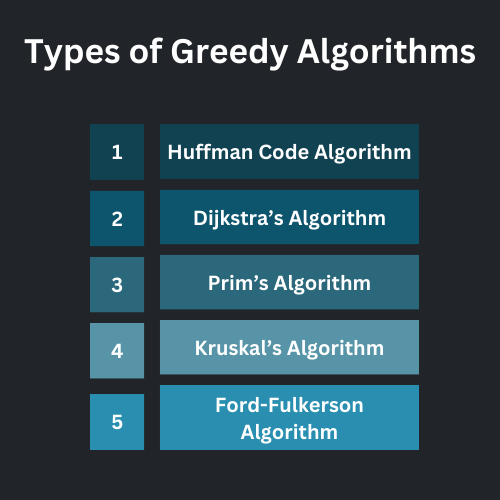 Types of Greedy Algorithms
1 Huffman Code Algorithm
2 Dijkstra’s Algorithm
3 Prim’s Algorithm
4 Kruskal’s Algorithm
5 Ford-Fulkerson
Algorithm